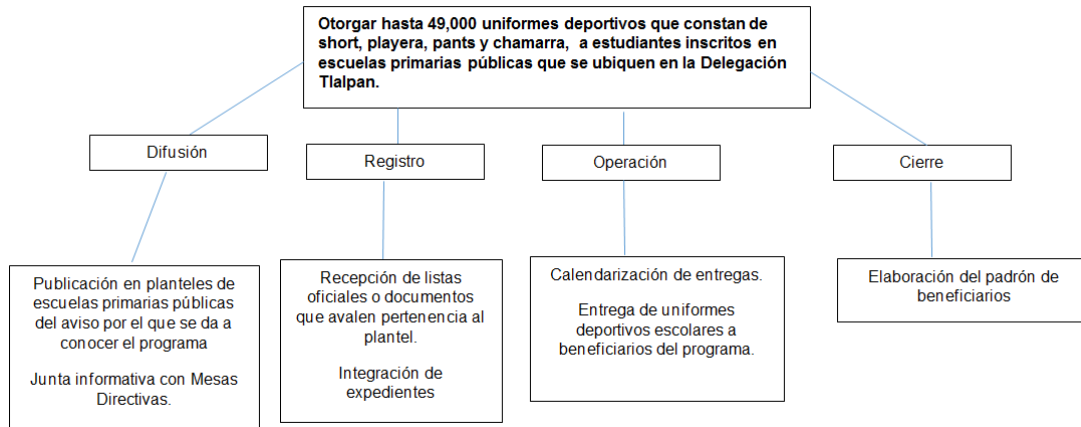 Otorgar hasta 49,000 uniformes deportivos que constan de
short, playera, pants y chamarra, a estudiantes inscritos en
escuelas primarias públicas que se ubiquen en la Delegación
Tlalpan.
Difusión
Registro
Operación
Cierre
Publicación en planteles de
escuelas primarias públicas
del aviso por el que se da a
conocer el programa
Junta informativa con Mesas
Directivas.
Recepción de listas
oficiales o documentos
que avalen pertenencia al
plantel.
Integración de
expedientes
Calendarización de entregas.
Entrega de uniformes
deportivos escolares a
beneficiarios del programa.
Elaboración del padrón de
beneficiarios